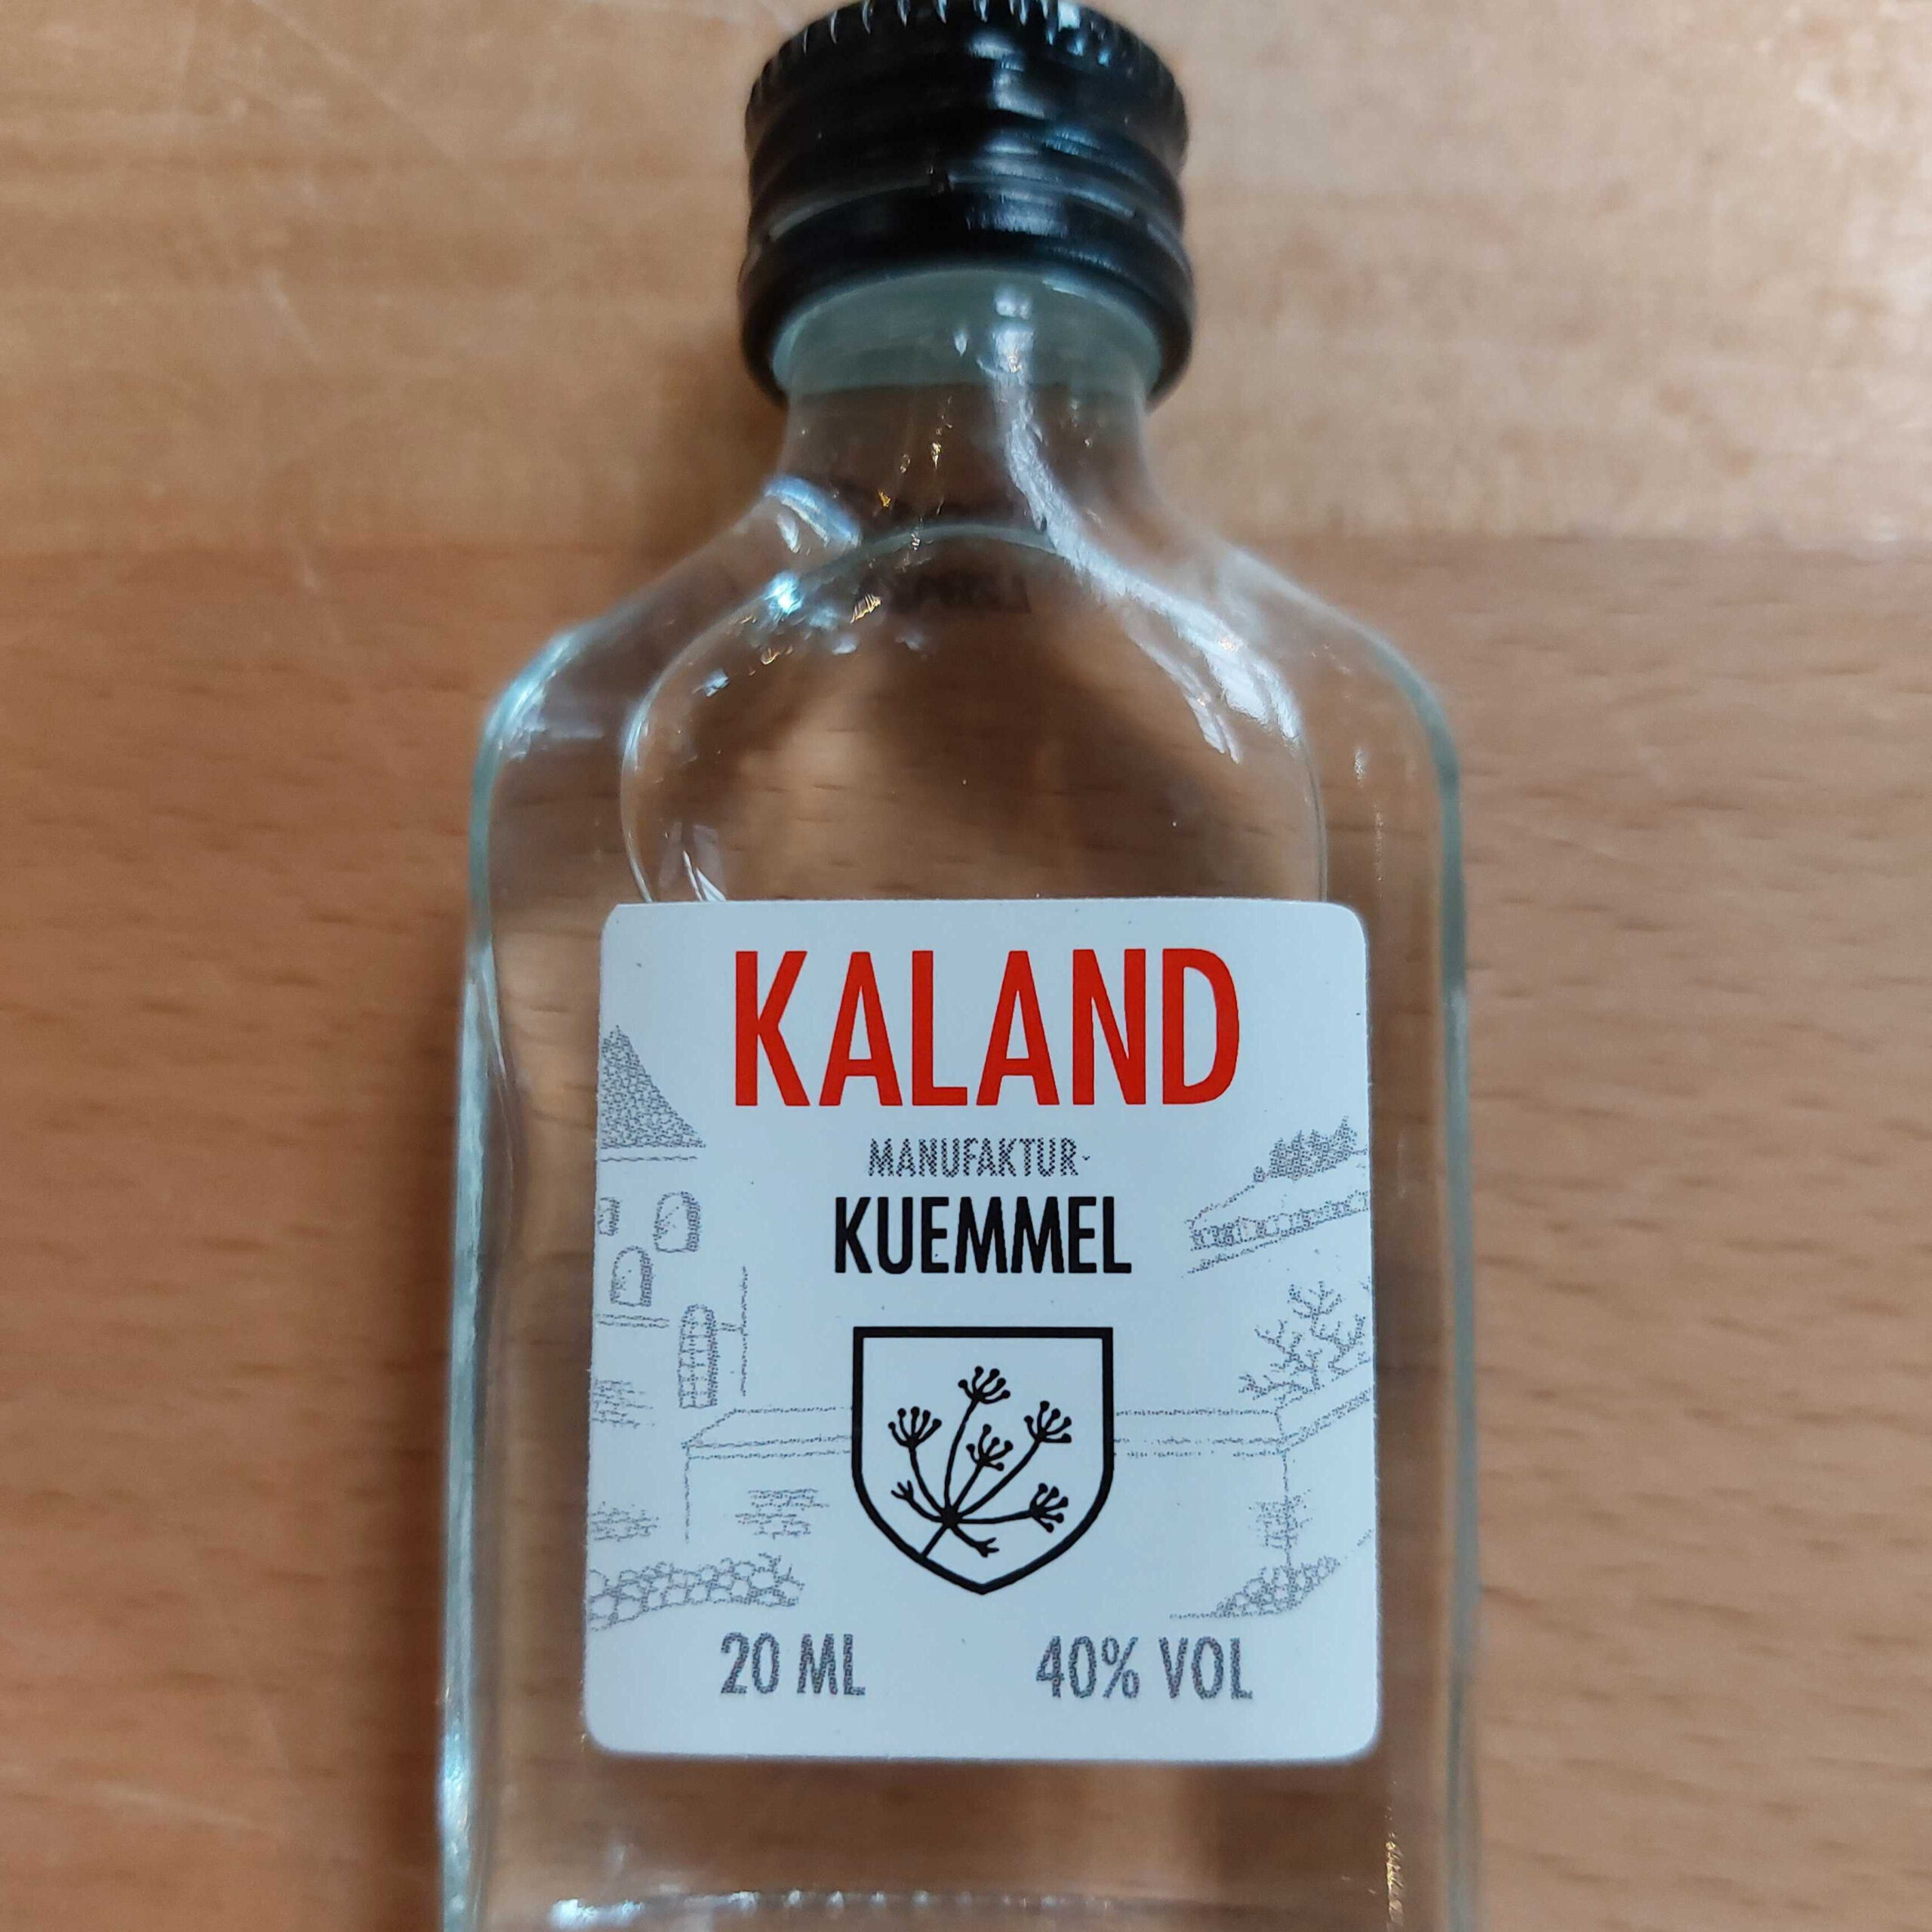 KALAND
MANUFAKTUR-
KUEMMEL
20 ML 40% VOL